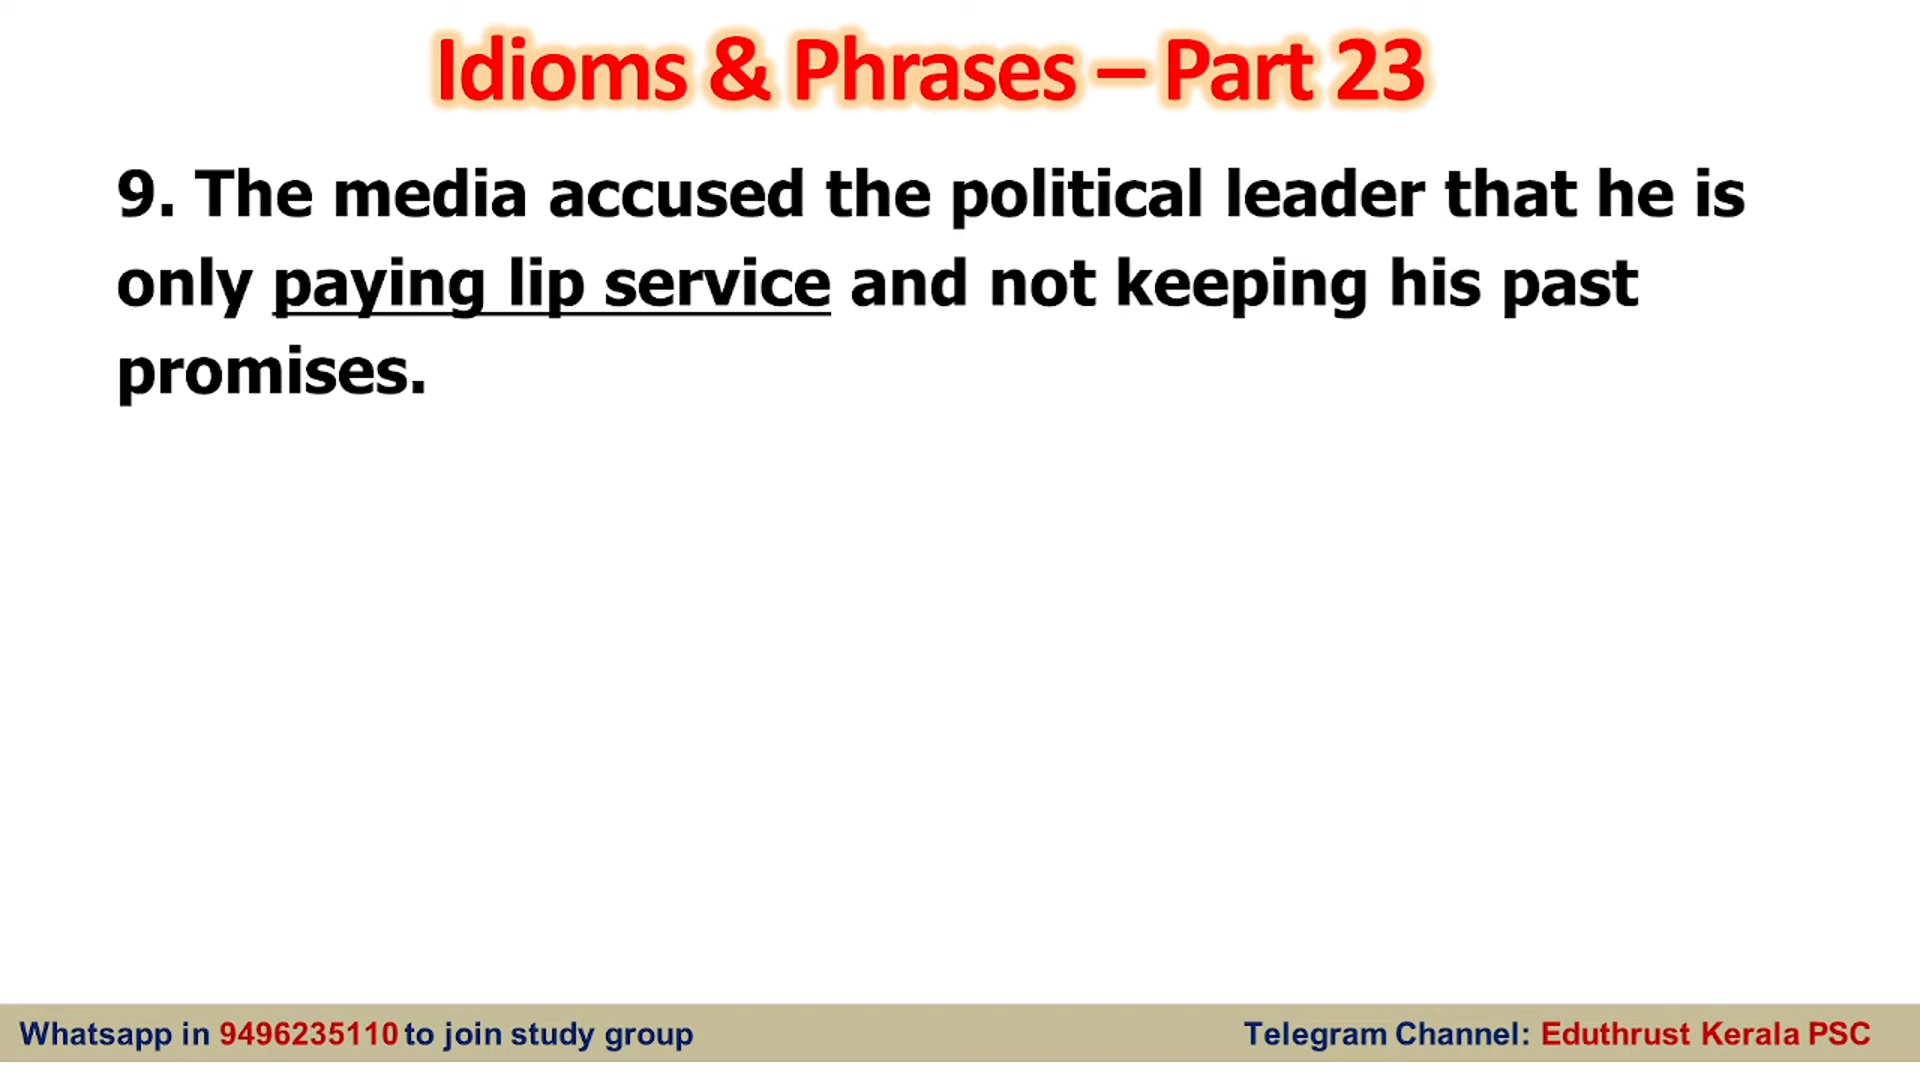 Idioms & Phrases – Part 23
9. The media accused the political leader that he is
only paying lip service and not keeping his past
promises.
Whatsapp in 9496235110 to join study group
Telegram Channel: Eduthrust Kerala PSC